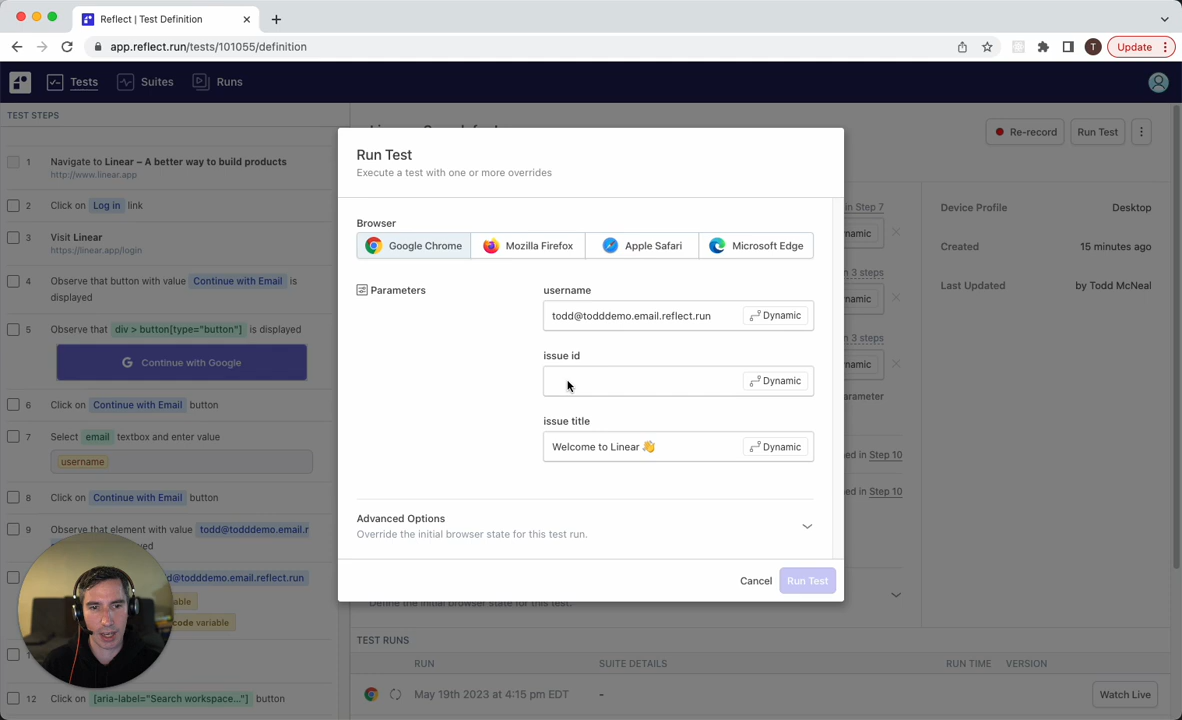 Reflect | Test Definition
app.reflect.run/tests/101055/definition
T
Update
Tests
Suites
Runs
TEST STEPS
1 Navigate to Linear – A better way to build products
http://www.linear.app
2 Click on Log in link
3 Visit Linear
https://linear.app/login
4 Observe that button with value Continue with Email is
displayed
5 Observe that div > button[type="button"] is displayed
G Continue with Google
6 Click on Continue with Email button
7 Select email textbox and enter value
username
8 Click on Continue with Email button
9 Observe that element with value todd@todddemo.email.r
d@todddemo.email.reflect.run
code variable
12 Click on [aria-label="Search workspace..."] button
Re-record
Run Test
in Step 7
namic
n 3 steps
namic
n 3 steps
namic
arameter
ed in Step 10
ed in Step 10
Device Profile Desktop
Created 15 minutes ago
Last Updated by Todd McNeal
Run Test
Execute a test with one or more overrides
Browser
Google Chrome
Mozilla Firefox
Apple Safari
Microsoft Edge
Parameters
username
todd@todddemo.email.reflect.run Dynamic
issue id
Dynamic
issue title
Welcome to Linear 👋 Dynamic
Advanced Options
Override the initial browser state for this test run.
Cancel
Run Test
Define the initial browser state for this test.
TEST RUNS
RUN SUITE DETAILS RUN TIME VERSION
May 19th 2023 at 4:15 pm EDT - Watch Live